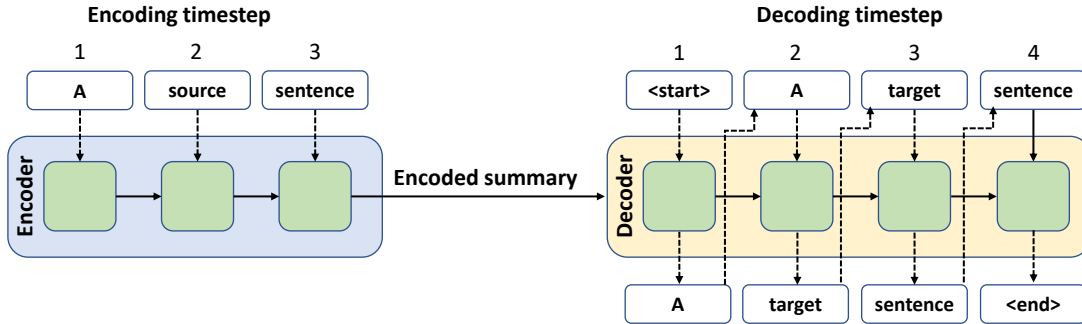 Encoding timestep
Decoding timestep
1 2 3
1 2 3 4
A source sentence
<start> A target sentence
Encoder
Encoded summary
Decoder
A target sentence <end>